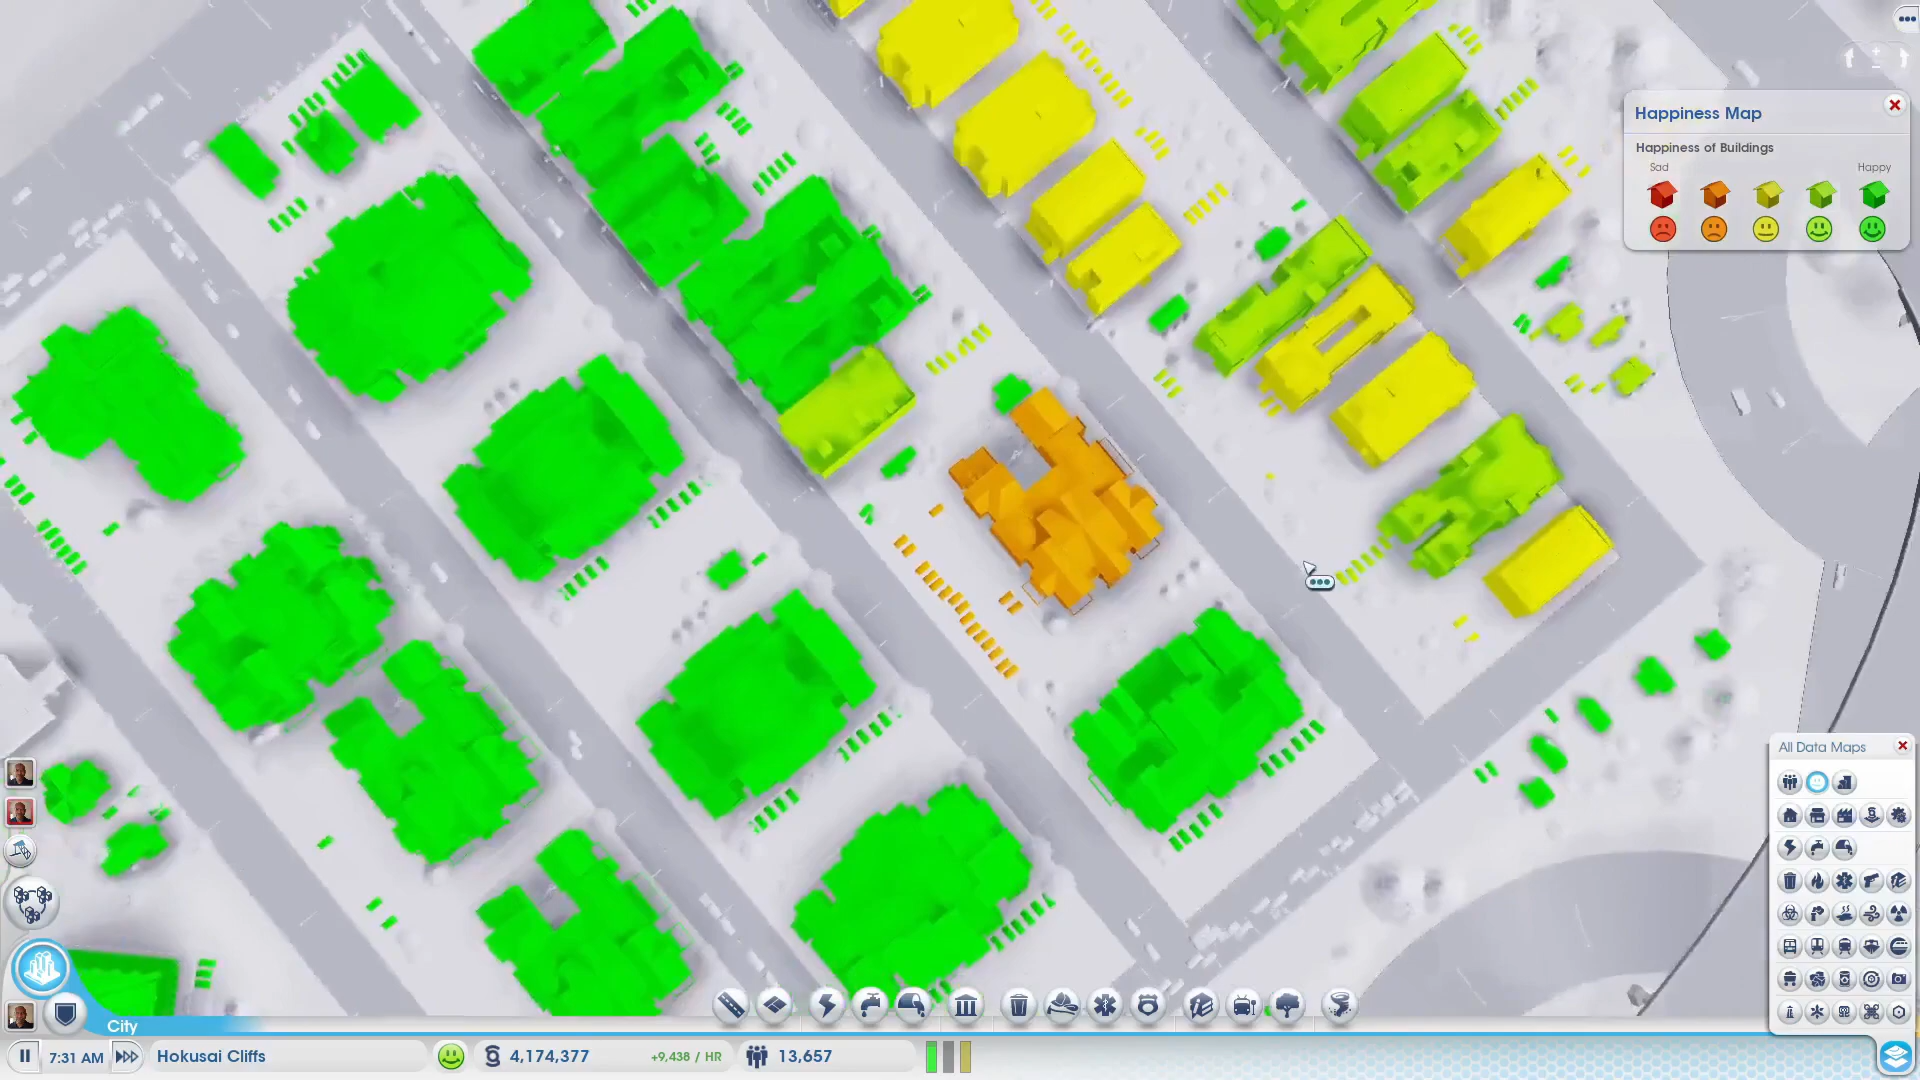 Happiness Map
Happiness of Buildings
Sad Happy
All Data Maps
City
7:31 AM Hokusai Cliffs 4,174,377 +9,438 / HR 13,657